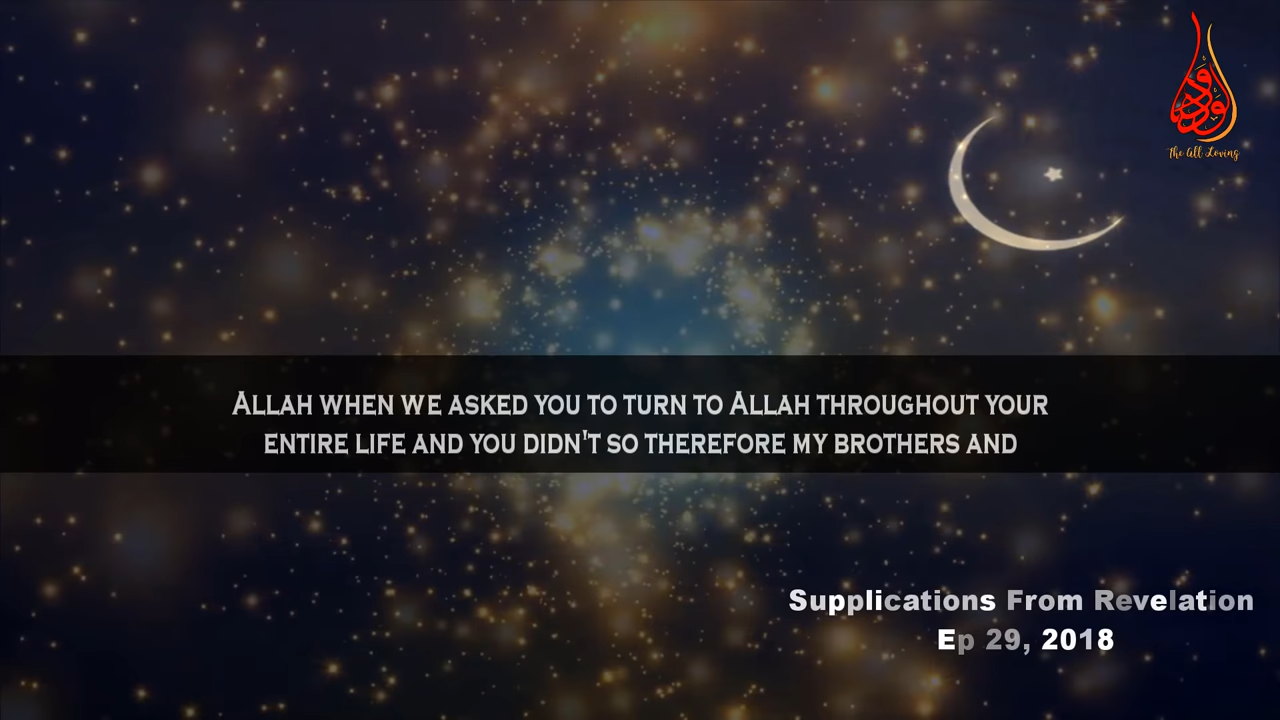 الودود
The All Loving
Allah when we asked you to turn to Allah throughout your
entire life and you didn't so therefore my brothers and
Supplications From Revelation
Ep 29, 2018